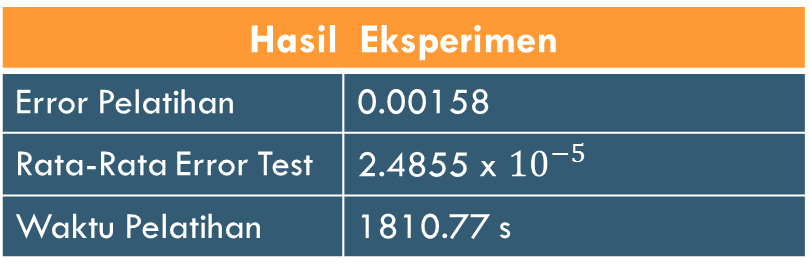 Hasil Eksperimen
Error Pelatihan 0.00158
Rata-Rata Error Test 2.4855 x 10⁻⁵
Waktu Pelatihan 1810.77 s